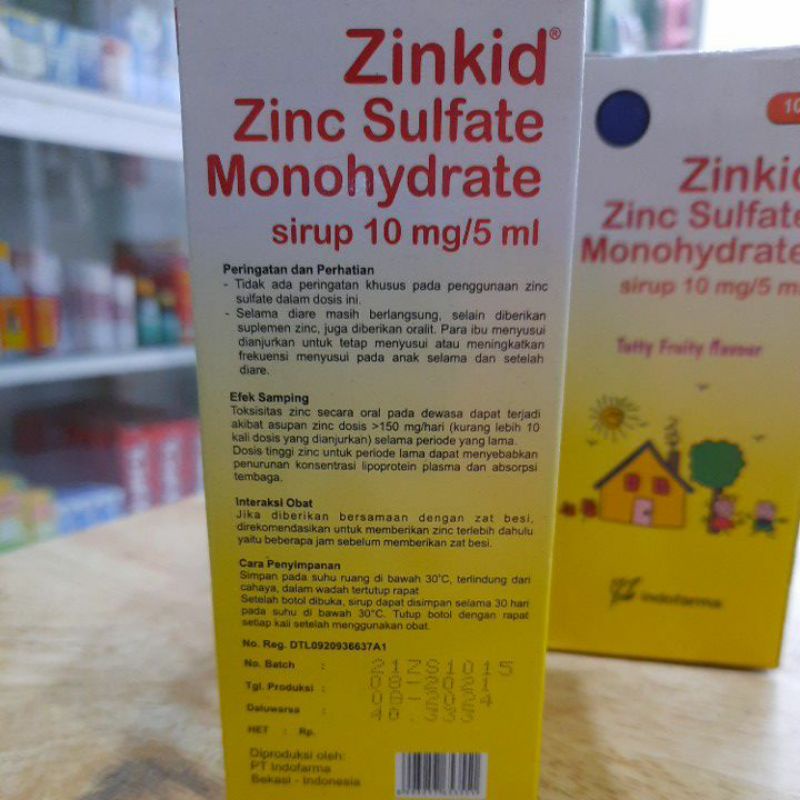 Zinkid®
Zinc Sulfate
Monohydrate
sirup 10 mg/5 ml
Peringatan dan Perhatian
- Tidak ada peringatan khusus pada penggunaan zinc
sulfate dalam dosis ini.
- Selama diare masih berlangsung, selain diberikan
suplemen zinc, juga diberikan oralit. Para ibu menyusui
dianjurkan untuk tetap menyusui atau meningkatkan
frekuensi menyusui pada anak selama dan setelah
diare.
Efek Samping
Toksisitas zinc secara oral pada dewasa dapat terjadi
akibat asupan zinc dosis >150 mg/hari (kurang lebih 10
kali dosis yang dianjurkan) selama periode yang lama.
Dosis tinggi zinc untuk periode lama dapat menyebabkan
penurunan konsentrasi lipoprotein plasma dan absorpsi
tembaga.
Interaksi Obat
Jika diberikan bersamaan dengan zat besi,
direkomendasikan untuk memberikan zinc terlebih dahulu
yaitu beberapa jam sebelum memberikan zat besi.
Cara Penyimpanan
Simpan pada suhu ruang di bawah 30°C, terlindung dari
cahaya, dalam wadah tertutup rapat
Setelah botol dibuka, sirup dapat disimpan selama 30 hari
pada suhu di bawah 30°C. Tutup botol dengan rapat
setiap kali setelah menggunakan obat.
No. Reg. DTL0920936637A1
No. Batch :
Tgl. Produksi :
Daluwarsa :
HET : Rp.
Diproduksi oleh:
PT Indofarma
Bekasi - Indonesia
10
Zinkid
Zinc Sulfate
Monohydrate
sirup 10 mg/5 m
Tutty Fruity flavour
indofarma